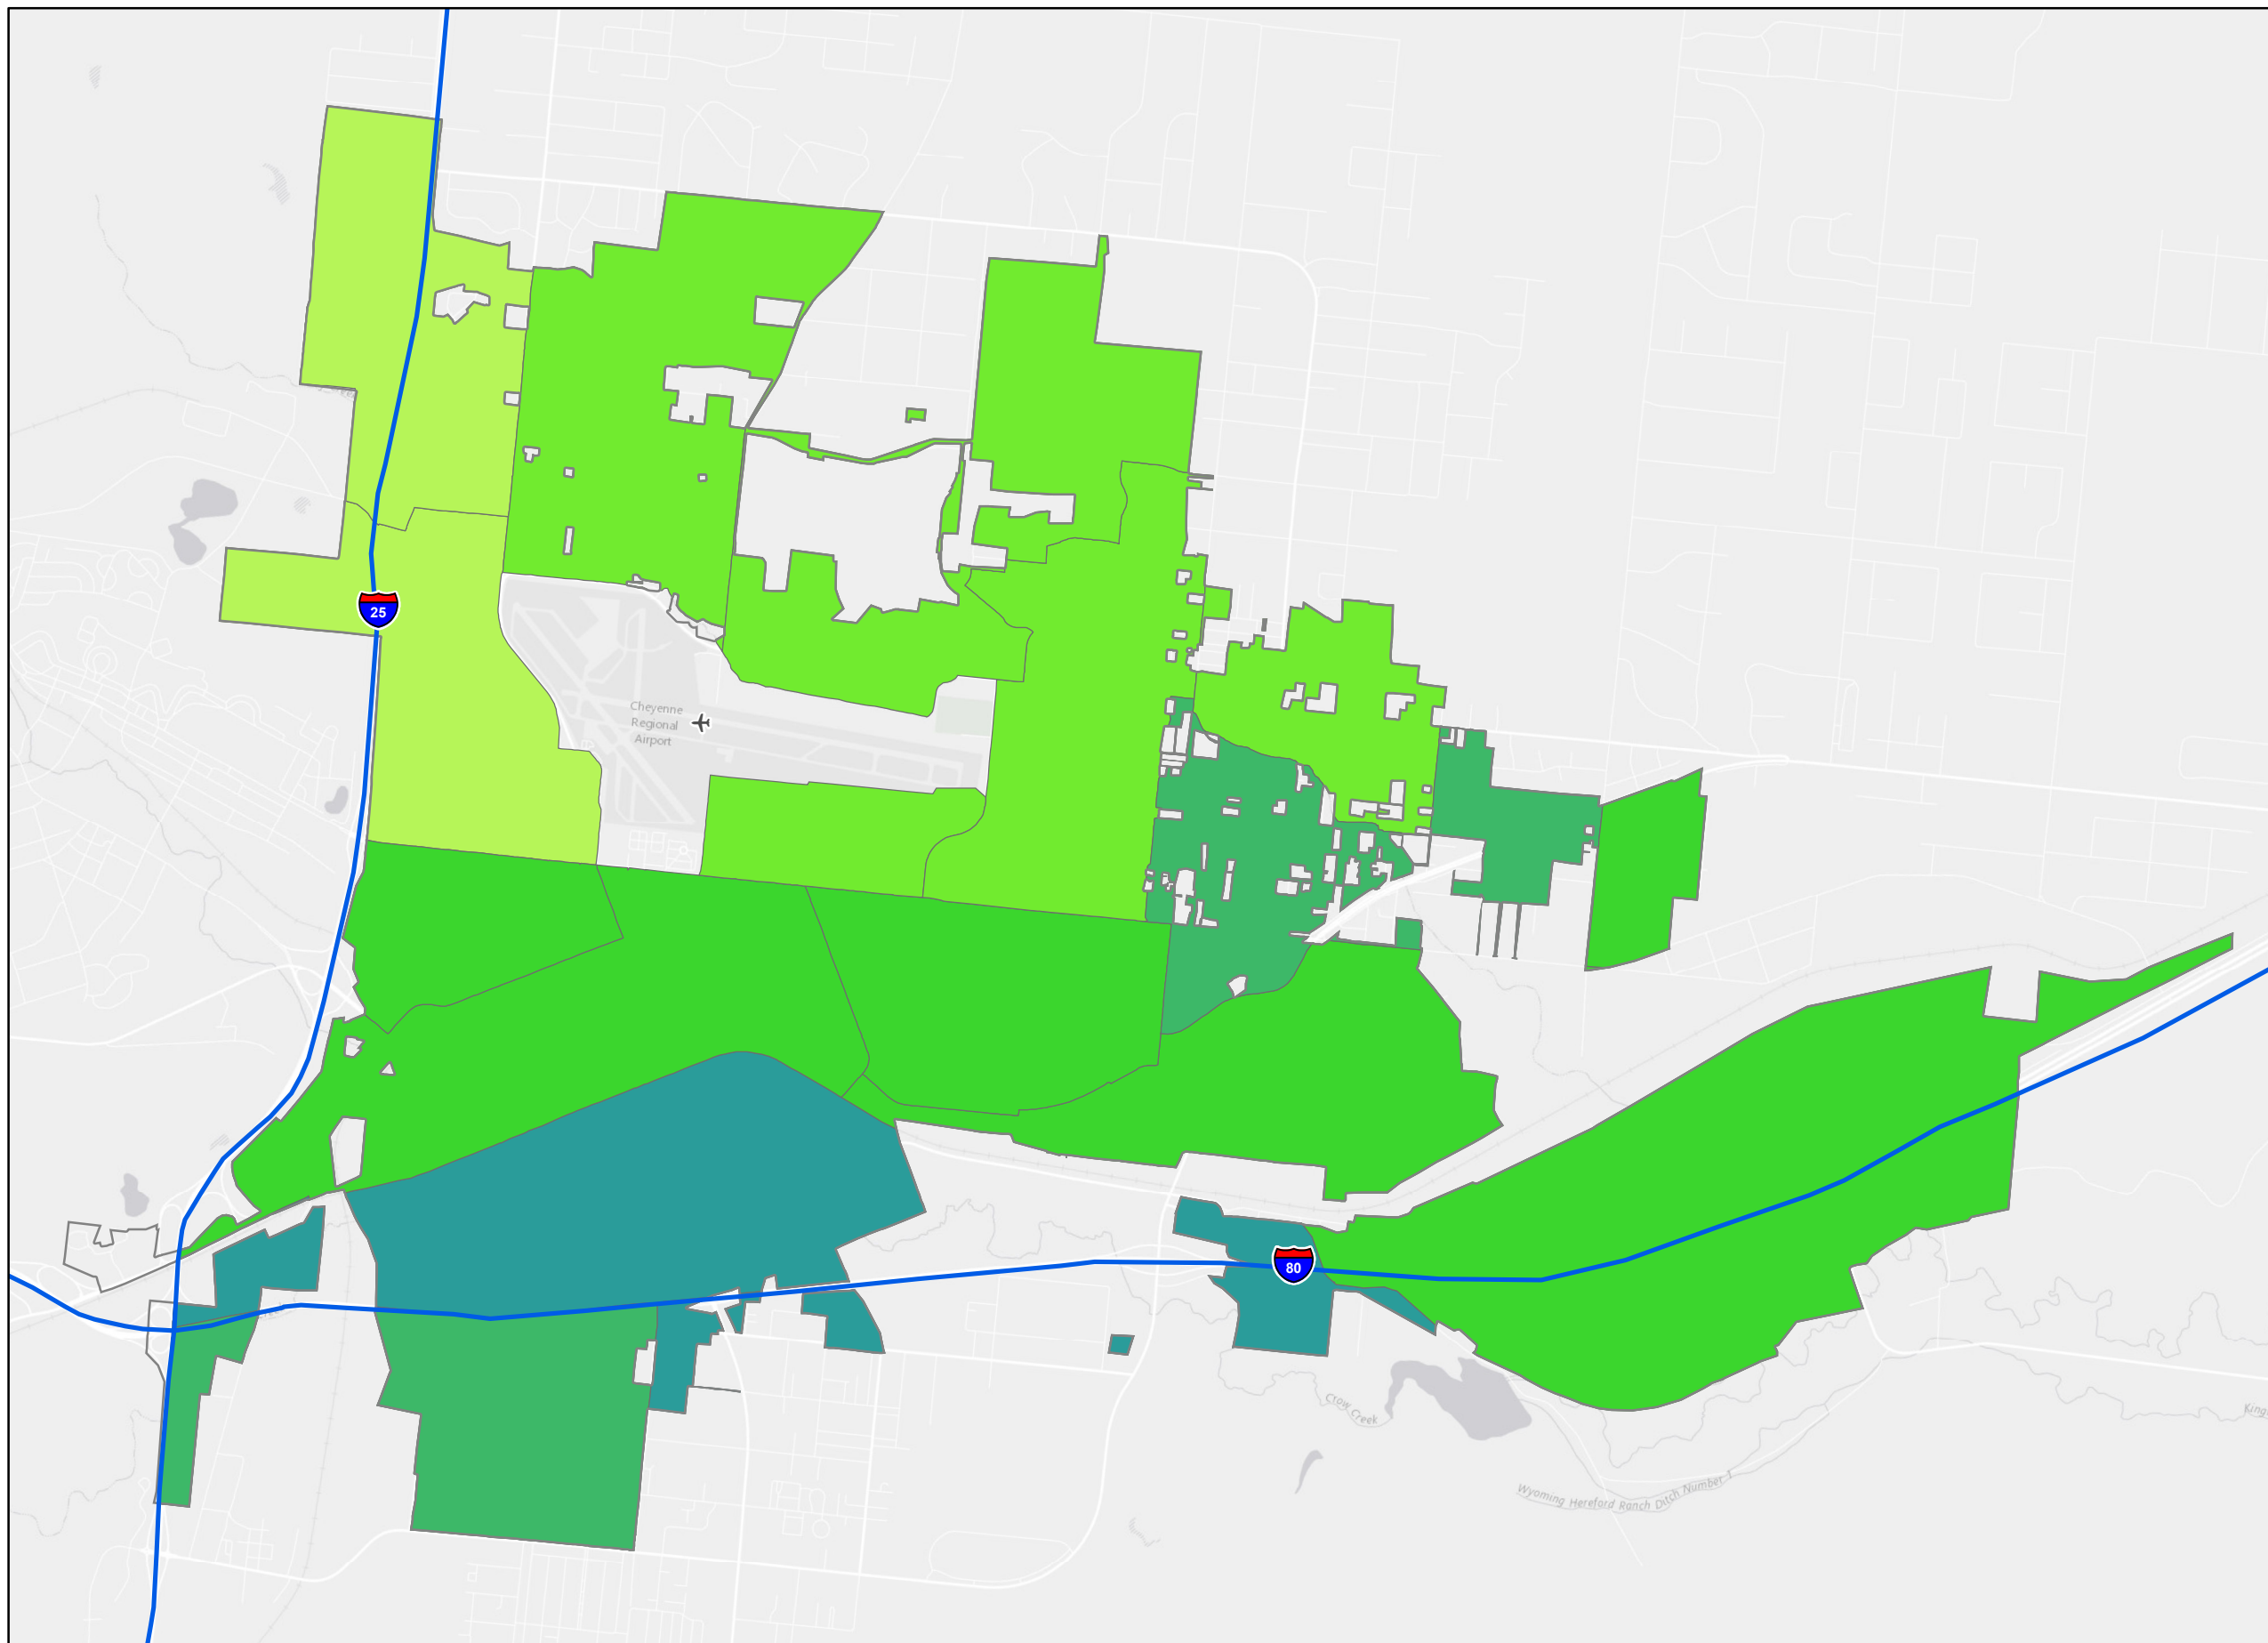 25
Cheyenne
Regional
Airport
80
Crow Creek
Wyoming Hereford Ranch Ditch Number 1